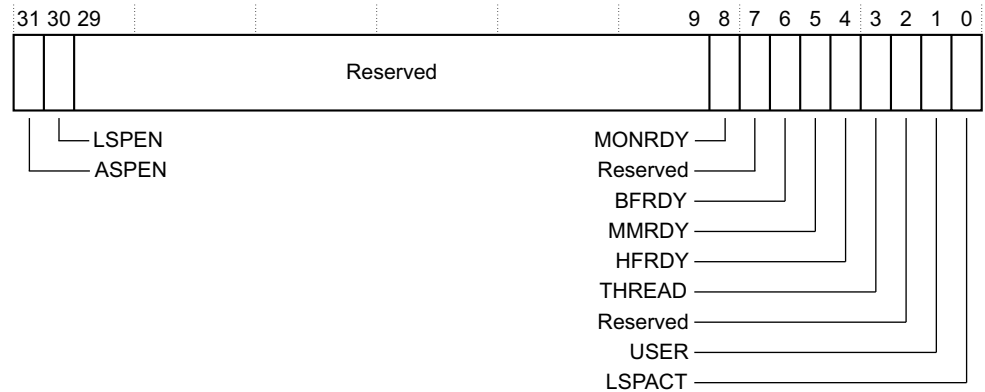 31 30 29 9 8 7 6 5 4 3 2 1 0
Reserved
LSPEN MONRDY
ASPEN Reserved
BFRDY
MMRDY
HFRDY
THREAD
Reserved
USER
LSPACT